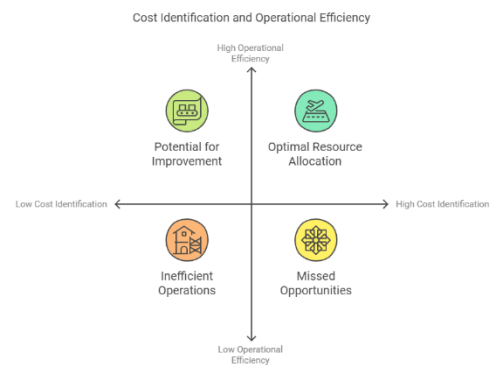 Cost Identification and Operational Efficiency
High Operational
Efficiency
Potential for
Improvement
Optimal Resource
Allocation
Low Cost Identification
High Cost Identification
Inefficient
Operations
Missed
Opportunities
Low Operational
Efficiency